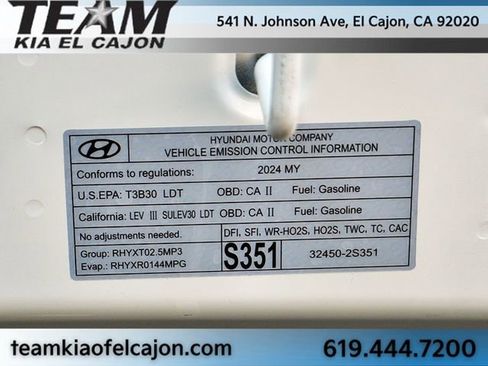 TEAM
KIA EL CAJON
541 N. Johnson Ave, El Cajon, CA 92020
HYUNDAI MOTOR COMPANY
VEHICLE EMISSION CONTROL INFORMATION
Conforms to regulations: 2024 MY
U.S.EPA: T3B30 LDT OBD: CA II Fuel: Gasoline
California: LEV III SULEV30 LDT OBD: CA II Fuel: Gasoline
No adjustments needed. DFI, SFI, WR-HO2S, HO2S, TWC, TC, CAC
Group: RHYXT02.5MP3 S351 32450-2S351
Evap.: RHYXR0144MPG
teamkiaofelcajon.com 619.444.7200